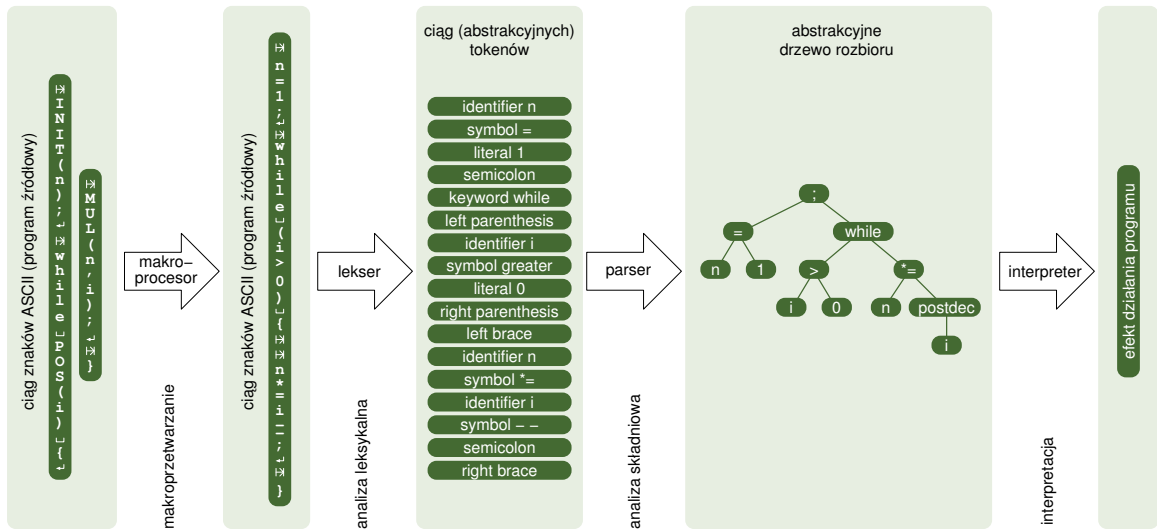 ciąg znaków ASCII (program źródłowy)
⇥INIT(n);↵⇥while␣POS(i)␣{↵
⇥MUL(n,i);↵⇥}
makro–
procesor
makroprzetwarzanie
ciąg znaków ASCII (program źródłowy)
⇥n=1;↵⇥while␣(i>0)␣{⇥⇥n*=i--;↵⇥}
lekser
analiza leksykalna
ciąg (abstrakcyjnych)
tokenów
identifier n
symbol =
literal 1
semicolon
keyword while
left parenthesis
identifier i
symbol greater
literal 0
right parenthesis
left brace
identifier n
symbol *=
identifier i
symbol – –
semicolon
right brace
parser
analiza składniowa
abstrakcyjne
drzewo rozbioru
;
= while
n 1 > *=
i 0 n postdec
i
interpreter
interpretacja
efekt działania programu